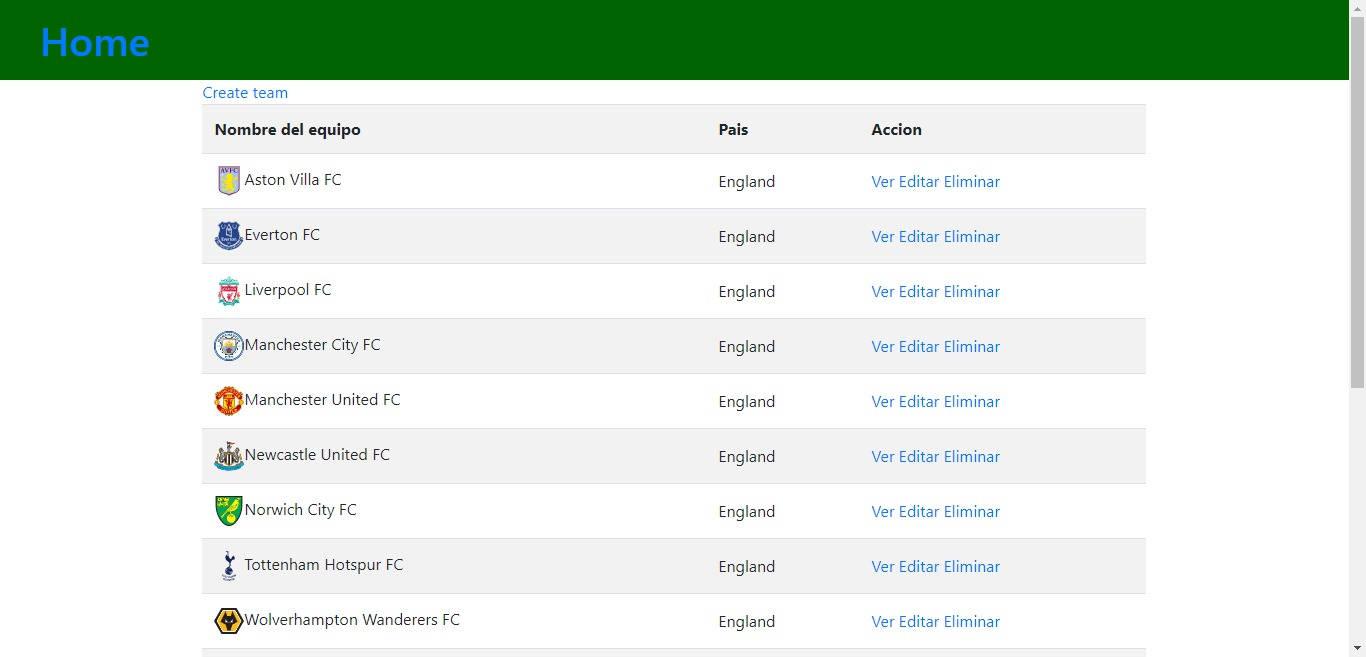 Home
Create team
Nombre del equipo Pais Accion
AVFC
Aston Villa FC England Ver Editar Eliminar
Everton
Everton FC England Ver Editar Eliminar
Liverpool FC England Ver Editar Eliminar
Manchester City FC England Ver Editar Eliminar
Manchester United FC England Ver Editar Eliminar
Newcastle United FC England Ver Editar Eliminar
Norwich City FC England Ver Editar Eliminar
Tottenham Hotspur FC England Ver Editar Eliminar
Wolverhampton Wanderers FC England Ver Editar Eliminar